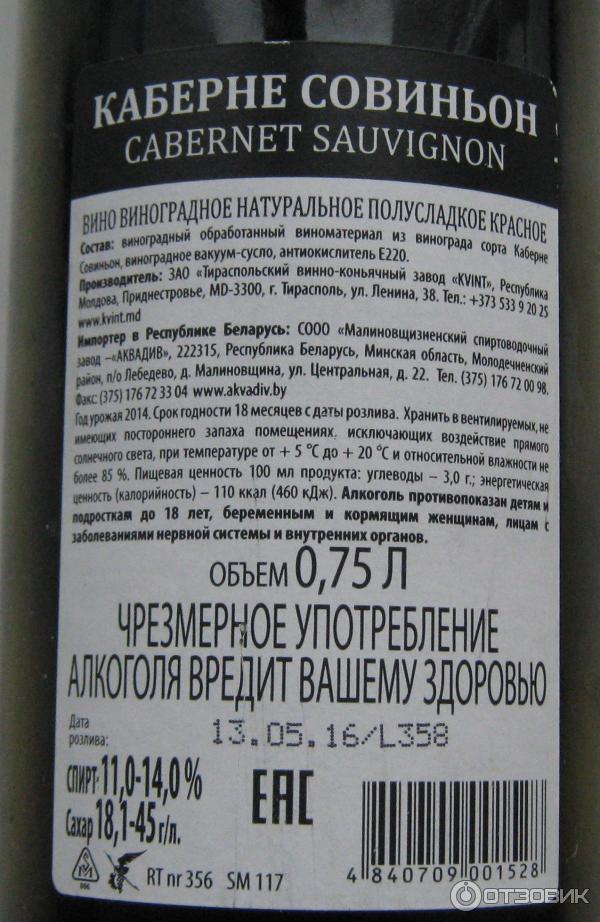 КАБЕРНЕ СОВИНЬОН
CABERNET SAUVIGNON
ВИНО ВИНОГРАДНОЕ НАТУРАЛЬНОЕ ПОЛУСЛАДКОЕ КРАСНОЕ
Состав: виноградный обработанный виноматериал из винограда сорта Каберне
Совиньон, виноградное вакуум-сусло, антиокислитель Е220.
Производитель: ЗАО «Тираспольский винно-коньячный завод «KVINT», Республика
Молдова, Приднестровье, MD-3300, г. Тирасполь, ул. Ленина, 38. Тел.: +373 533 9 20 25
www.kvint.md
Импортер в Республике Беларусь: СООО «Малиновщизненский спиртоводочный
завод –«АКВАДИВ», 222315, Республика Беларусь, Минская область, Молодечненский
район, п/о Лебедево, д. Малиновщина, ул. Центральная, д. 22. Тел. (375) 176 72 00 98.
Факс: (375) 176 72 33 04 www.akvadiv.by
Год урожая 2014. Срок годности 18 месяцев с даты розлива. Хранить в вентилируемых, не
имеющих постороннего запаха помещениях, исключающих воздействие прямого
солнечного света, при температуре от + 5 °С до + 20 °С и относительной влажности не
более 85 %. Пищевая ценность 100 мл продукта: углеводы – 3,0 г.; энергетическая
ценность (калорийность) – 110 ккал (460 кДж). Алкоголь противопоказан детям и
подросткам до 18 лет, беременным и кормящим женщинам, лицам с
заболеваниями нервной системы и внутренних органов.
ОБЪЕМ 0,75 Л
ЧРЕЗМЕРНОЕ УПОТРЕБЛЕНИЕ
АЛКОГОЛЯ ВРЕДИТ ВАШЕМУ ЗДОРОВЬЮ
Дата
розлива:
13.05.16/L358
СПИРТ 11,0-14,0 %
Сахар 18,1-45 г/л.
ЕАС
006
RT nr 356 SM 117
4 840709 001528
ОТЗОВИК